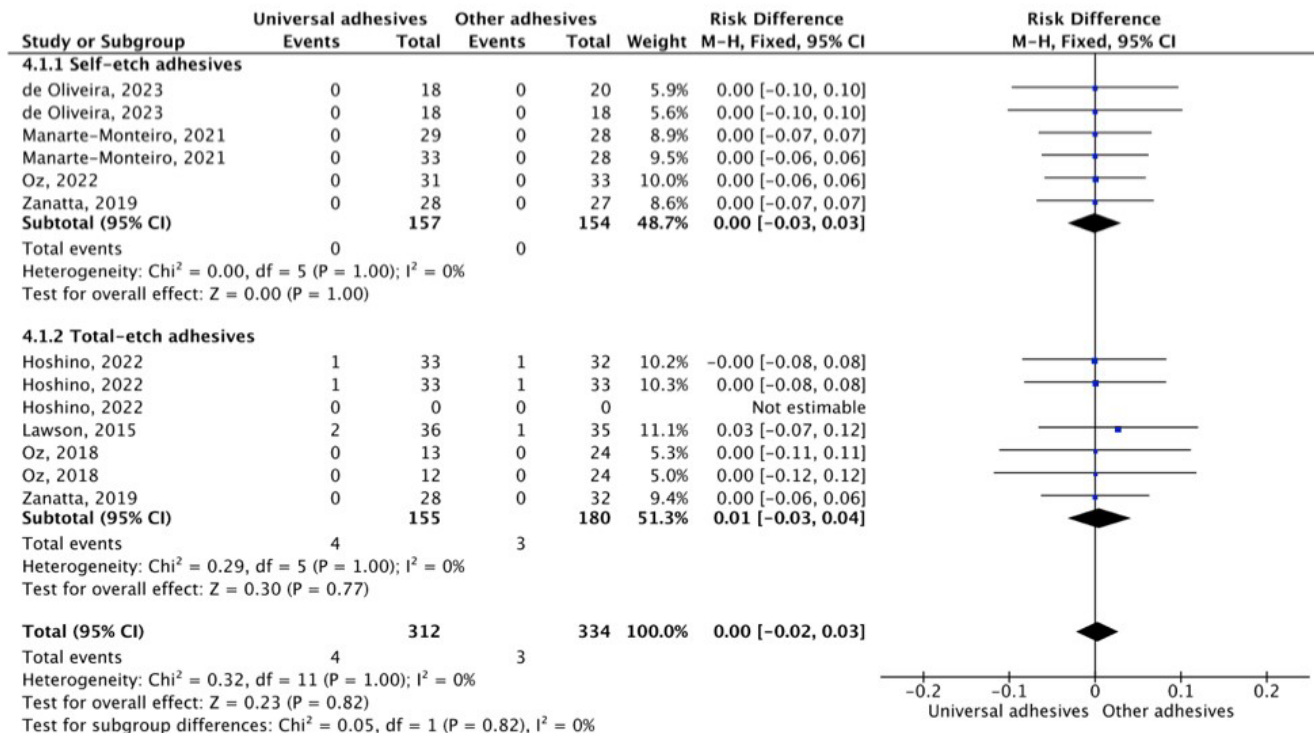 Universal adhesives Other adhesives Risk Difference Risk Difference
Study or Subgroup Events Total Events Total Weight M-H, Fixed, 95% CI M-H, Fixed, 95% CI
4.1.1 Self-etch adhesives
de Oliveira, 2023 0 18 0 20 5.9% 0.00 [-0.10, 0.10]
de Oliveira, 2023 0 18 0 18 5.6% 0.00 [-0.10, 0.10]
Manarte-Monteiro, 2021 0 29 0 28 8.9% 0.00 [-0.07, 0.07]
Manarte-Monteiro, 2021 0 33 0 28 9.5% 0.00 [-0.06, 0.06]
Oz, 2022 0 31 0 33 10.0% 0.00 [-0.06, 0.06]
Zanatta, 2019 0 28 0 27 8.6% 0.00 [-0.07, 0.07]
Subtotal (95% CI) 157 154 48.7% 0.00 [-0.03, 0.03]
Total events 0 0
Heterogeneity: Chi² = 0.00, df = 5 (P = 1.00); I² = 0%
Test for overall effect: Z = 0.00 (P = 1.00)
4.1.2 Total-etch adhesives
Hoshino, 2022 1 33 1 32 10.2% -0.00 [-0.08, 0.08]
Hoshino, 2022 1 33 1 33 10.3% 0.00 [-0.08, 0.08]
Hoshino, 2022 0 0 0 0 Not estimable
Lawson, 2015 2 36 1 35 11.1% 0.03 [-0.07, 0.12]
Oz, 2018 0 13 0 24 5.3% 0.00 [-0.11, 0.11]
Oz, 2018 0 12 0 24 5.0% 0.00 [-0.12, 0.12]
Zanatta, 2019 0 28 0 32 9.4% 0.00 [-0.06, 0.06]
Subtotal (95% CI) 155 180 51.3% 0.01 [-0.03, 0.04]
Total events 4 3
Heterogeneity: Chi² = 0.29, df = 5 (P = 1.00); I² = 0%
Test for overall effect: Z = 0.30 (P = 0.77)
Total (95% CI) 312 334 100.0% 0.00 [-0.02, 0.03]
Total events 4 3
Heterogeneity: Chi² = 0.32, df = 11 (P = 1.00); I² = 0%
Test for overall effect: Z = 0.23 (P = 0.82)
Test for subgroup differences: Chi² = 0.05, df = 1 (P = 0.82), I² = 0%
-0.2 -0.1 0 0.1 0.2
Universal adhesives Other adhesives